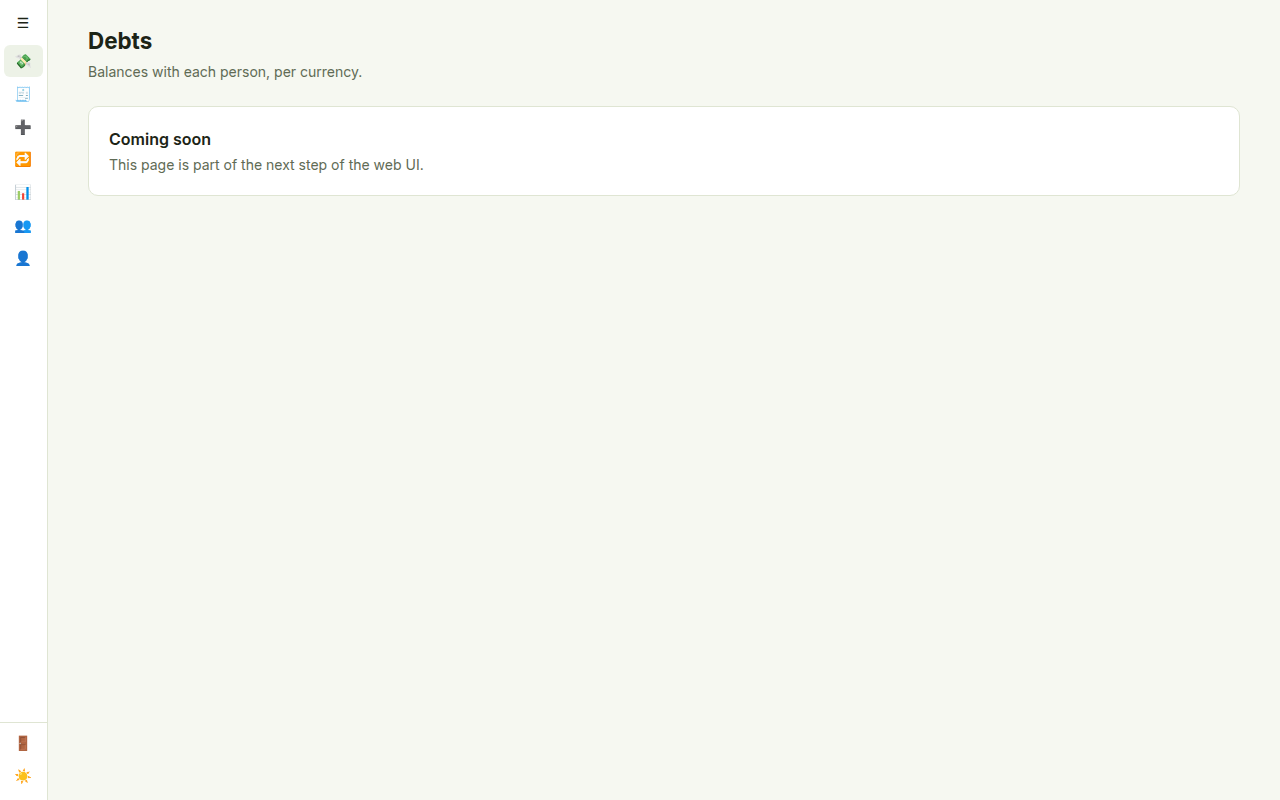 Debts
Balances with each person, per currency.
Coming soon
This page is part of the next step of the web UI.